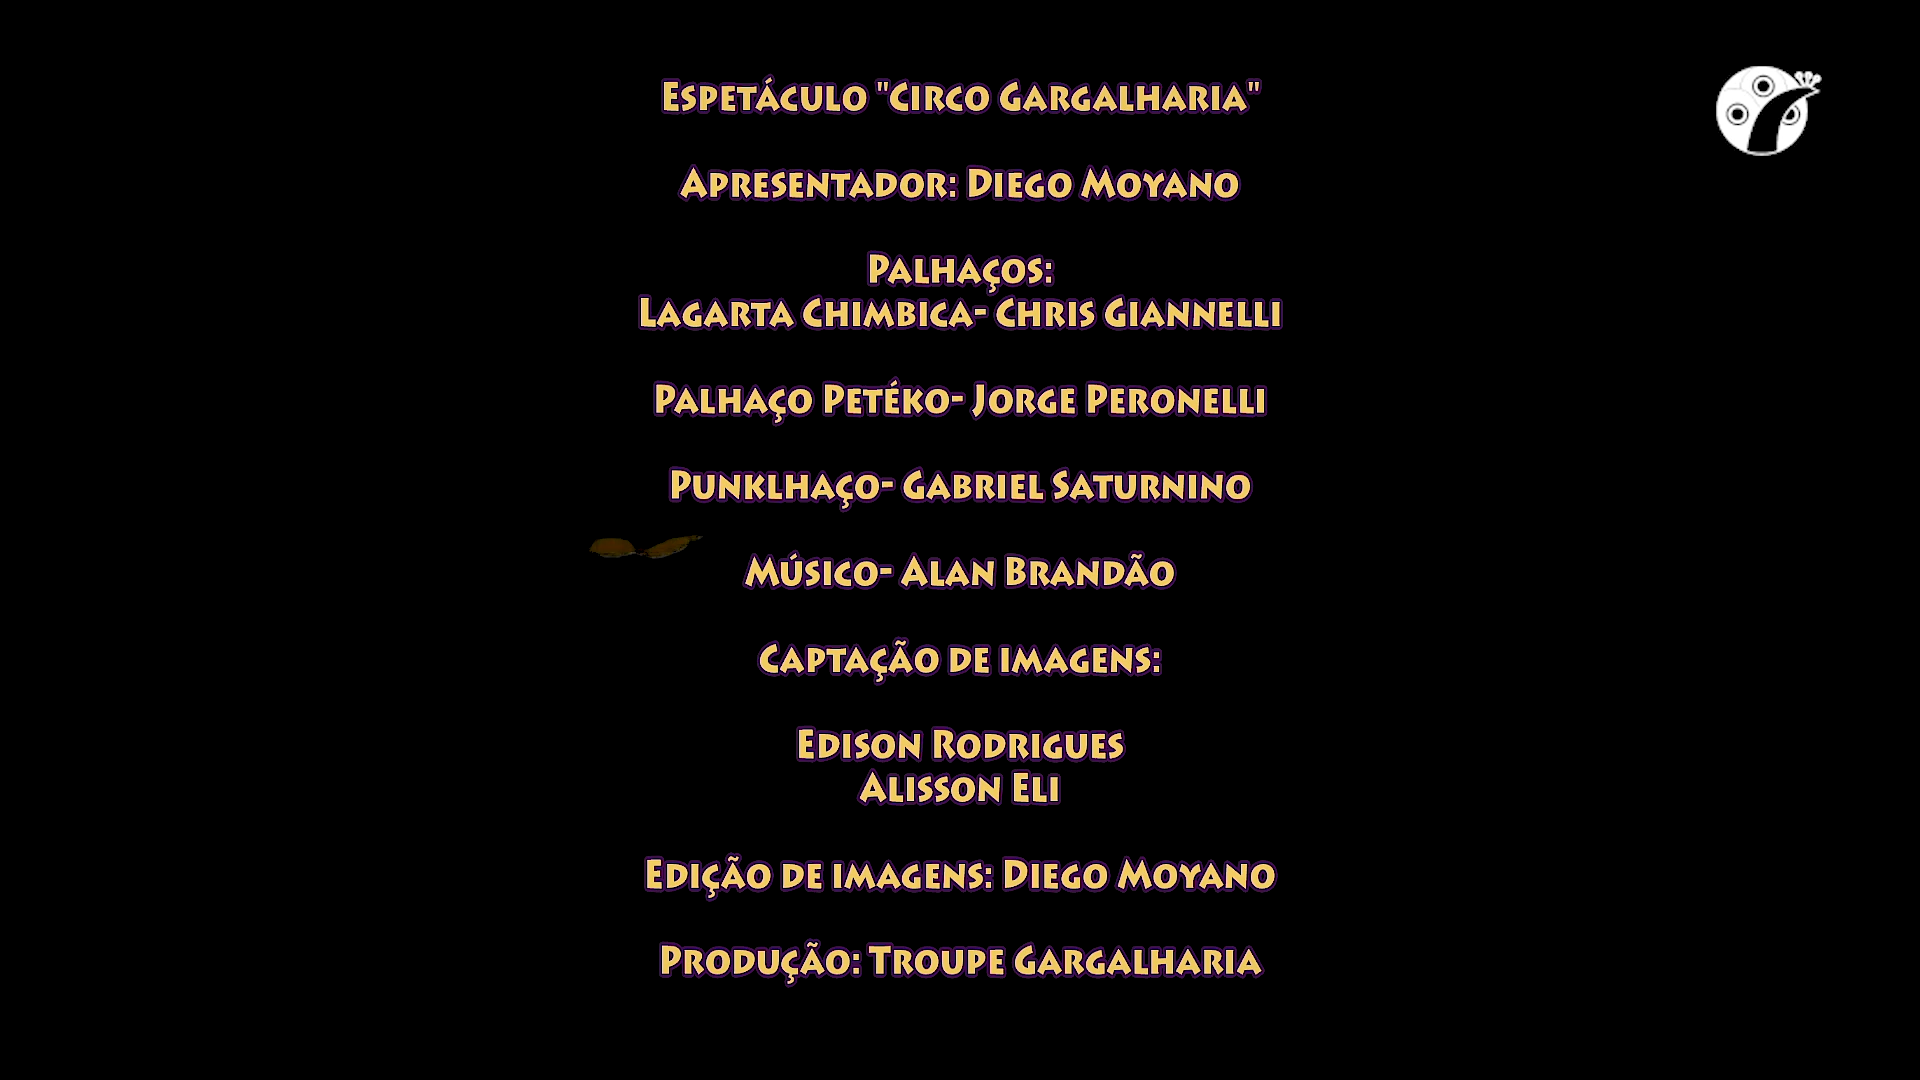 Espetáculo "Circo Gargalharia"
Apresentador: Diego Moyano
Palhaços:
Lagarta Chimbica- Chris Giannelli
Palhaço Petéko- Jorge Peronelli
Punklhaço- Gabriel Saturnino
Músico- Alan Brandão
Captação de imagens:
Edison Rodrigues
Alisson Eli
Edição de imagens: Diego Moyano
Produção: Troupe Gargalharia